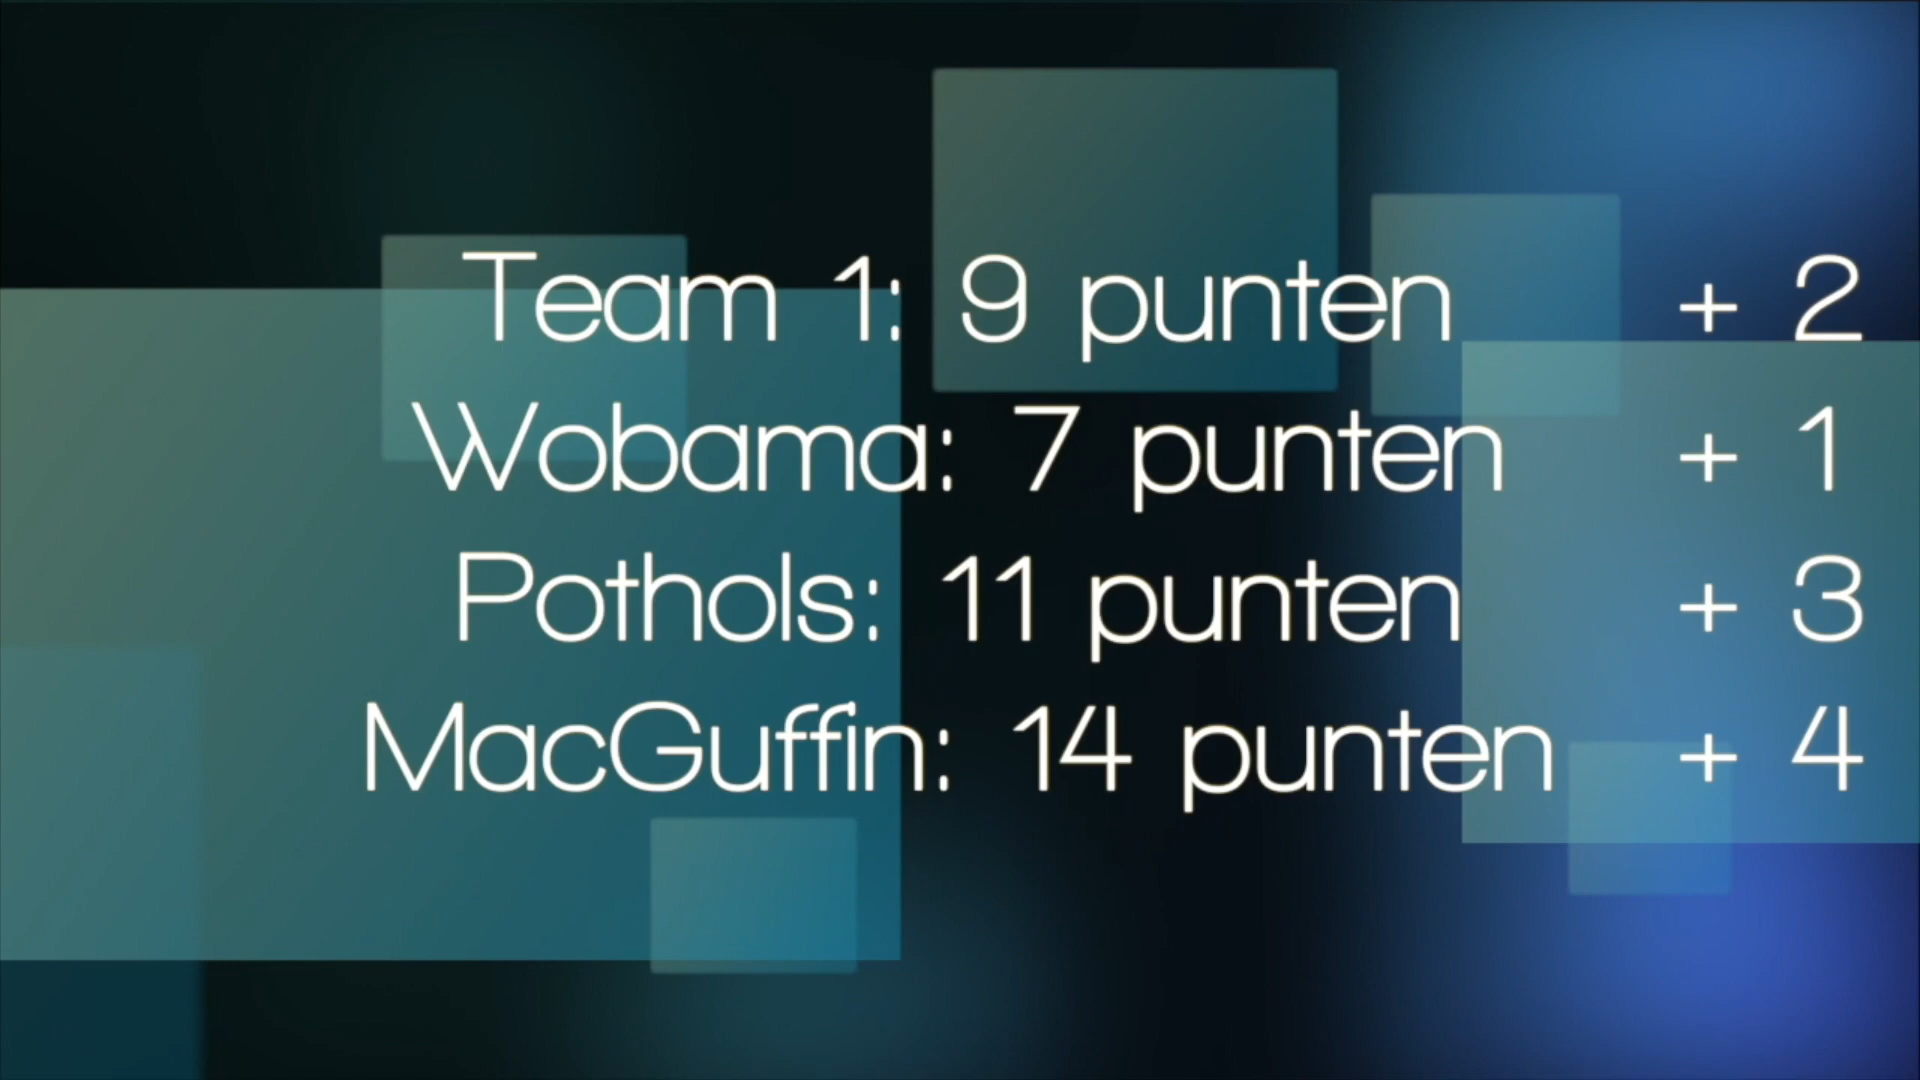 Team 1: 9 punten + 2
Wobama: 7 punten + 1
Pothols: 11 punten + 3
MacGuffin: 14 punten + 4